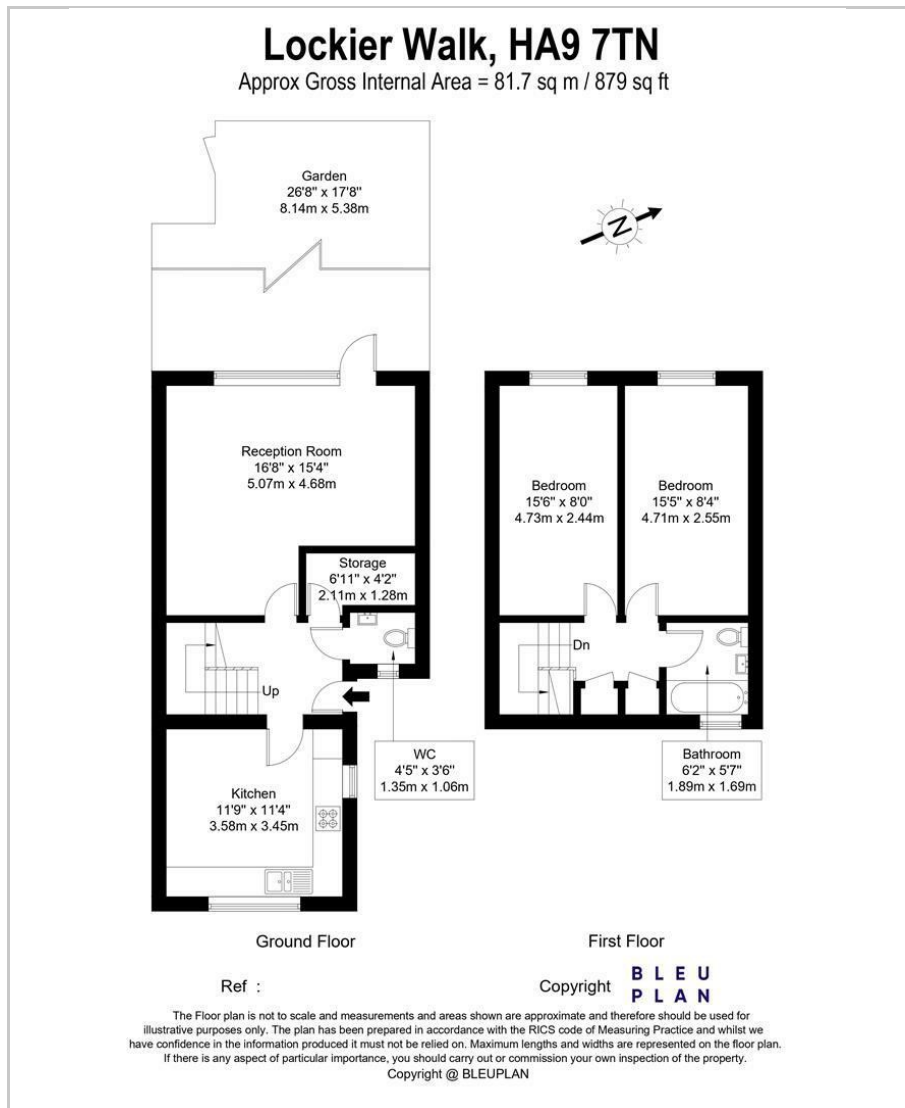 Lockier Walk, HA9 7TN
Approx Gross Internal Area = 81.7 sq m / 879 sq ft
Garden
26'8" x 17'8"
8.14m x 5.38m
N
Reception Room
16'8" x 15'4"
5.07m x 4.68m
Bedroom
15'6" x 8'0"
4.73m x 2.44m
Bedroom
15'5" x 8'4"
4.71m x 2.55m
Storage
6'11" x 4'2"
2.11m x 1.28m
Up
Dn
WC
4'5" x 3'6"
1.35m x 1.06m
Bathroom
6'2" x 5'7"
1.89m x 1.69m
Kitchen
11'9" x 11'4"
3.58m x 3.45m
Ground Floor
First Floor
Ref :
Copyright
BLEU
PLAN
The Floor plan is not to scale and measurements and areas shown are approximate and therefore should be used for
illustrative purposes only. The plan has been prepared in accordance with the RICS code of Measuring Practice and whilst we
have confidence in the information produced it must not be relied on. Maximum lengths and widths are represented on the floor plan.
If there is any aspect of particular importance, you should carry out or commission your own inspection of the property.
Copyright @ BLEUPLAN